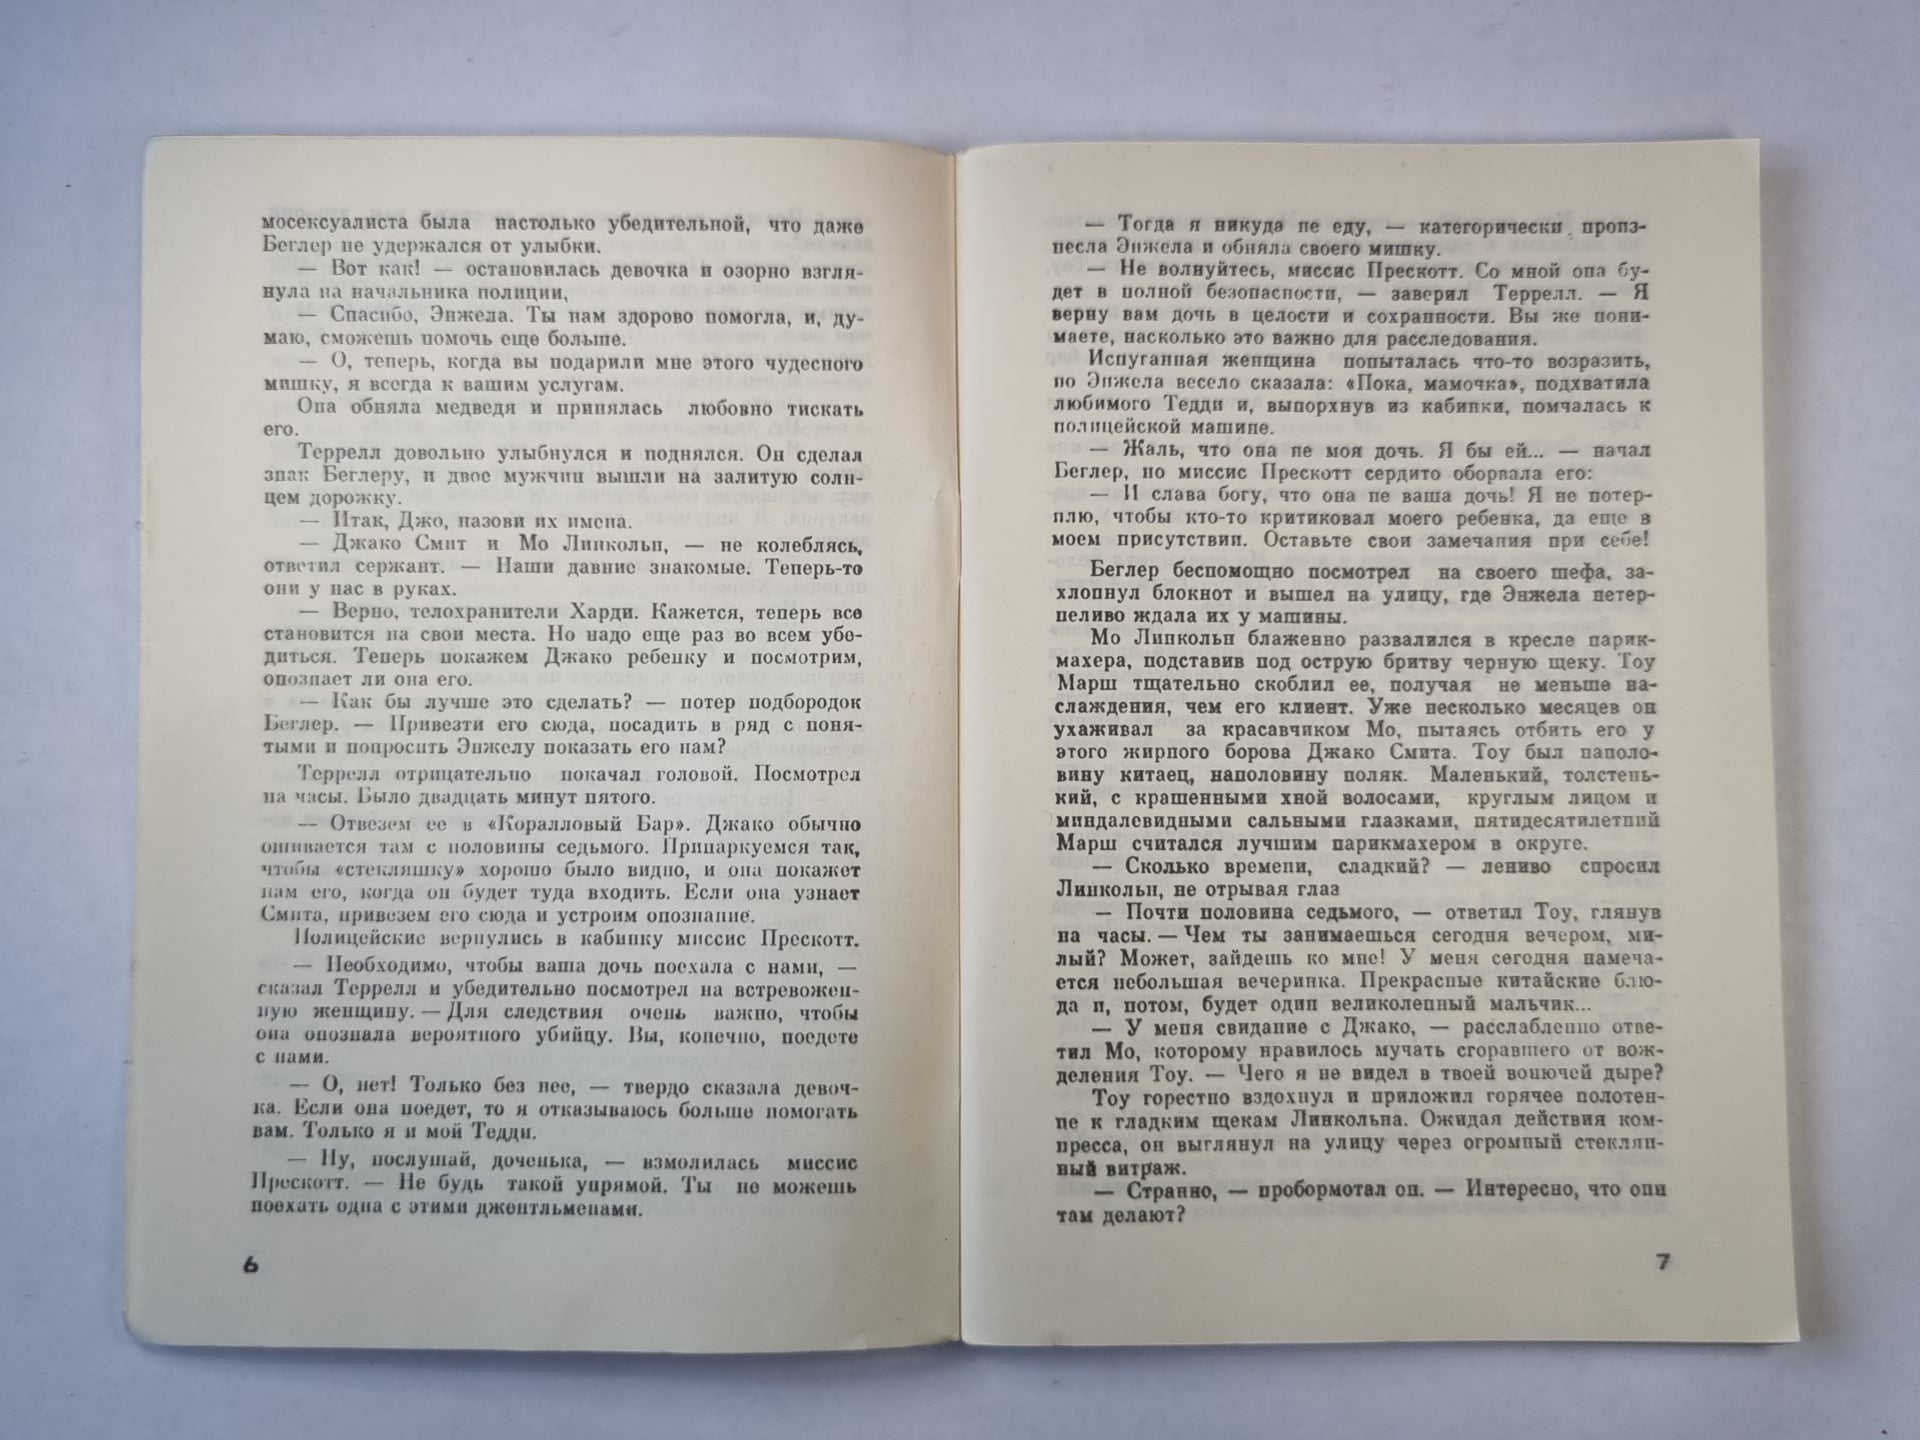 мосексуалиста была настолько убедительной, что даже
Беглер не удержался от улыбки.
— Вот как! — остановилась девочка и озорно взгля-
нула на начальника полиции,
— Спасибо, Энжела. Ты нам здорово помогла, и, ду-
маю, сможешь помочь еще больше.
— О, теперь, когда вы подарили мне этого чудесного
мишку, я всегда к вашим услугам.
Она обняла медведя и принялась любовно тискать
его.
Террелл довольно улыбнулся и поднялся. Он сделал
знак Беглеру, и двое мужчин вышли на залитую солн-
цем дорожку.
— Итак, Джо, назови их имена.
— Джако Смит и Мо Линкольн, — не колеблясь,
ответил сержант. — Наши давние знакомые. Теперь-то
они у нас в руках.
— Верно, телохранители Харди. Кажется, теперь все
становится на свои места. Но надо еще раз во всем убе-
диться. Теперь покажем Джако ребенку и посмотрим,
опознает ли она его.
— Как бы лучше это сделать? — потер подбородок
Беглер. — Привезти его сюда, посадить в ряд с поня-
тыми и попросить Энжелу показать его нам?
Террелл отрицательно покачал головой. Посмотрел
на часы. Было двадцать минут пятого.
— Отвезем ее в «Коралловый Бар». Джако обычно
ошивается там с половины седьмого. Припаркуемся так,
чтобы «стекляшку» хорошо было видно, и она покажет
нам его, когда он будет туда входить. Если она узнает
Смита, привезем его сюда и устроим опознание.
Полицейские вернулись в кабинку миссис Прескотт.
— Необходимо, чтобы ваша дочь поехала с нами, —
сказал Террелл и убедительно посмотрел на встревожен-
ную женщину. — Для следствия очень важно, чтобы
она опознала вероятного убийцу. Вы, конечно, поедете
с нами.
— О, нет! Только без нее, — твердо сказала девоч-
ка. Если она поедет, то я отказываюсь больше помогать
вам. Только я и мой Тедди.
— Ну, послушай, доченька, — взмолилась миссис
Прескотт. — Не будь такой упрямой. Ты не можешь
поехать одна с этими джентльменами.
6
— Тогда я никуда не еду, — категорически произ-
несла Энжела и обняла своего мишку.
— Не волнуйтесь, миссис Прескотт. Со мной она бу-
дет в полной безопасности, — заверил Террелл. — Я
верну вам дочь в целости и сохранности. Вы же пони-
маете, насколько это важно для расследования.
Испуганная женщина попыталась что-то возразить,
но Энжела весело сказала: «Пока, мамочка», подхватила
любимого Тедди и, выпорхнув из кабинки, помчалась к
полицейской машине.
— Жаль, что она не моя дочь. Я бы ей... — начал
Беглер, но миссис Прескотт сердито оборвала его:
— И слава богу, что она не ваша дочь! Я не потер-
плю, чтобы кто-то критиковал моего ребенка, да еще в
моем присутствии. Оставьте свои замечания при себе!
Беглер беспомощно посмотрел на своего шефа, за-
хлопнул блокнот и вышел на улицу, где Энжела нетер-
пеливо ждала их у машины.
Мо Линкольн блаженно развалился в кресле парик-
махера, подставив под острую бритву черную щеку. Тоу
Марш тщательно скоблил ее, получая не меньше на-
слаждения, чем его клиент. Уже несколько месяцев он
ухаживал за красавчиком Мо, пытаясь отбить его у
этого жирного борова Джако Смита. Тоу был наполо-
вину китаец, наполовину поляк. Маленький, толстень-
кий, с крашенными хной волосами, круглым лицом и
миндалевидными сальными глазками, пятидесятилетний
Марш считался лучшим парикмахером в округе.
— Сколько времени, сладкий? — лениво спросил
Линкольн, не отрывая глаз
— Почти половина седьмого, — ответил Тоу, глянув
на часы. — Чем ты занимаешься сегодня вечером, ми-
лый? Может, зайдешь ко мне! У меня сегодня намеча-
ется небольшая вечеринка. Прекрасные китайские блю-
да и, потом, будет один великолепный мальчик...
— У меня свидание с Джако, — расслабленно отве-
тил Мо, которому нравилось мучать сгоравшего от вож-
деления Тоу. — Чего я не видел в твоей вонючей дыре?
Тоу горестно вздохнул и приложил горячее полотен-
це к гладким щекам Линкольна. Ожидая действия ком-
пресса, он выглянул на улицу через огромный стеклян-
ный витраж.
— Странно, — пробормотал он. — Интересно, что они
там делают?
7